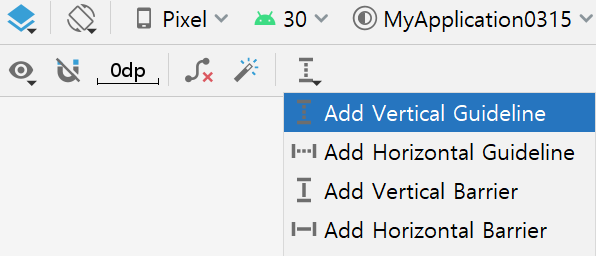 Pixel 30 MyApplication0315
0dp
Add Vertical Guideline
Add Horizontal Guideline
Add Vertical Barrier
Add Horizontal Barrier